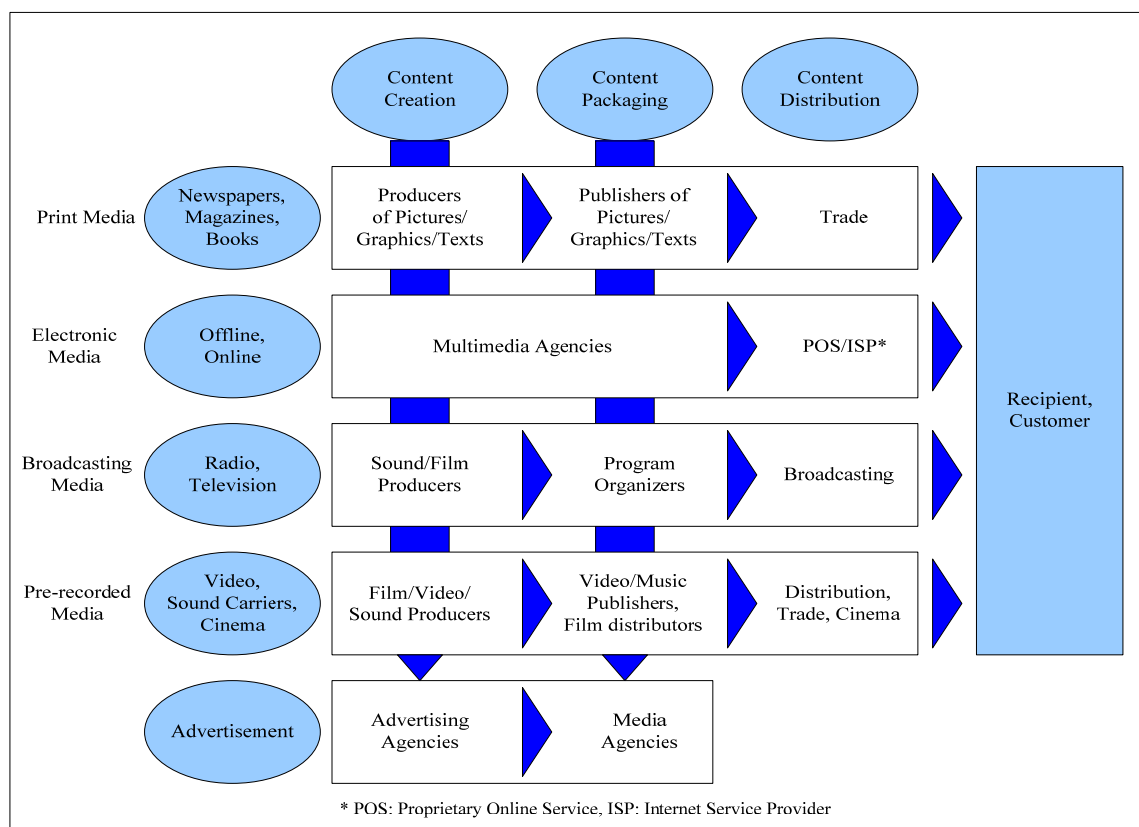 Content
Creation
Content
Packaging
Content
Distribution
Print Media
Newspapers,
Magazines,
Books
Producers
of Pictures/
Graphics/Texts
Publishers of
Pictures/
Graphics/Texts
Trade
Electronic
Media
Offline,
Online
Multimedia Agencies
POS/ISP*
Recipient,
Customer
Broadcasting
Media
Radio,
Television
Sound/Film
Producers
Program
Organizers
Broadcasting
Pre-recorded
Media
Video,
Sound Carriers,
Cinema
Film/Video/
Sound Producers
Video/Music
Publishers,
Film distributors
Distribution,
Trade, Cinema
Advertisement
Advertising
Agencies
Media
Agencies
* POS: Proprietary Online Service, ISP: Internet Service Provider